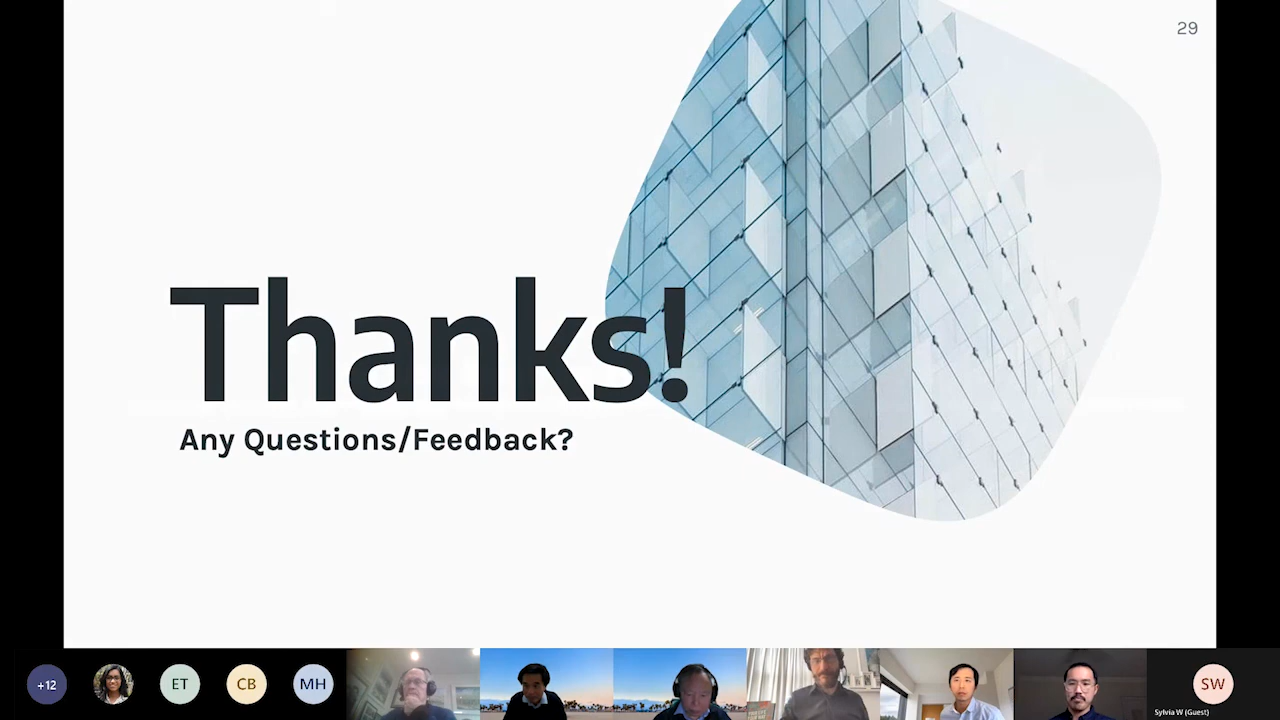 29
Thanks!
Any Questions/Feedback?
+12
ET
CB
MH
SW
Sylvia W (Guest)